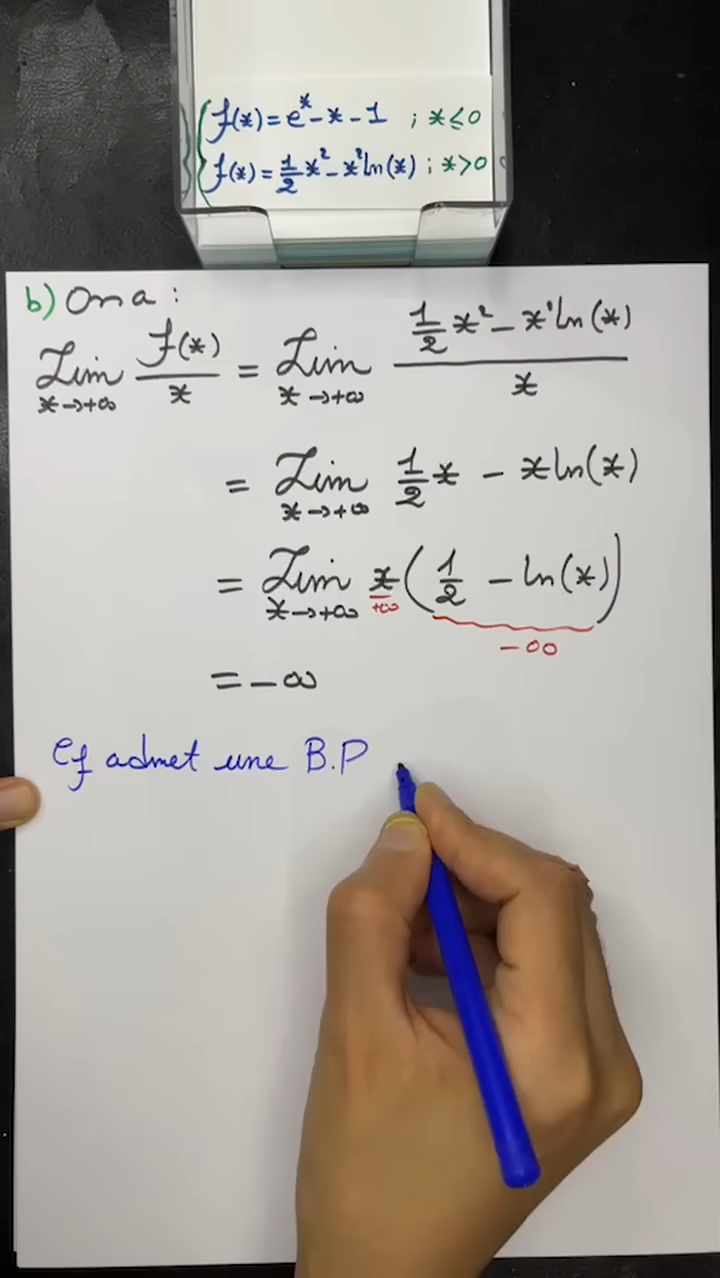 f(x) = e^x - x - 1 ; x ≤ 0
f(x) = 1/2 x² - x² ln(x) ; x > 0
b) On a :
Lim x→+∞ f(x)/x = Lim x→+∞ (1/2 x² - x² ln(x))/x
= Lim x→+∞ 1/2 x - x ln(x)
= Lim x→+∞ x (1/2 - ln(x))
+∞ -∞
= -∞
Cf admet une B.P